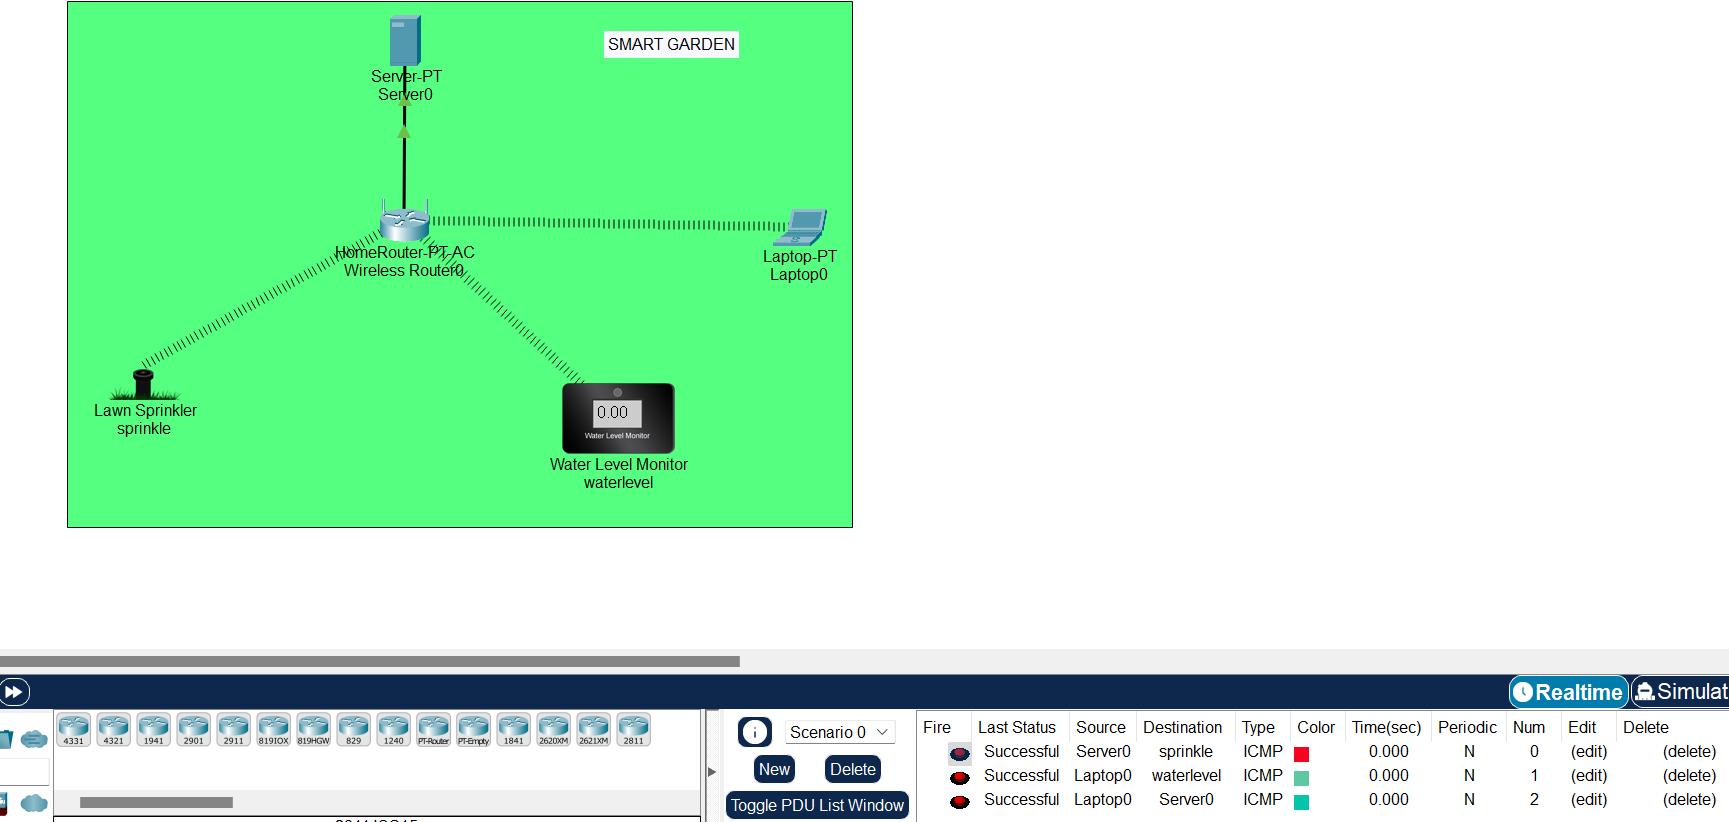 SMART GARDEN
Server-PT
Server0
HomeRouter-PT-AC
Wireless Router0
Laptop-PT
Laptop0
Lawn Sprinkler
sprinkle
0.00
Water Level Monitor
Water Level Monitor
waterlevel
Realtime
Simulat
4331 4321 1941 2901 2911 819IOX 819HGW 829 1240 PT-Router PT-Empty 1841 2620XM 2621XM 2811
Scenario 0
New Delete
Toggle PDU List Window
Fire Last Status Source Destination Type Color Time(sec) Periodic Num Edit Delete
Successful Server0 sprinkle ICMP 0.000 N 0 (edit) (delete)
Successful Laptop0 waterlevel ICMP 0.000 N 1 (edit) (delete)
Successful Laptop0 Server0 ICMP 0.000 N 2 (edit) (delete)